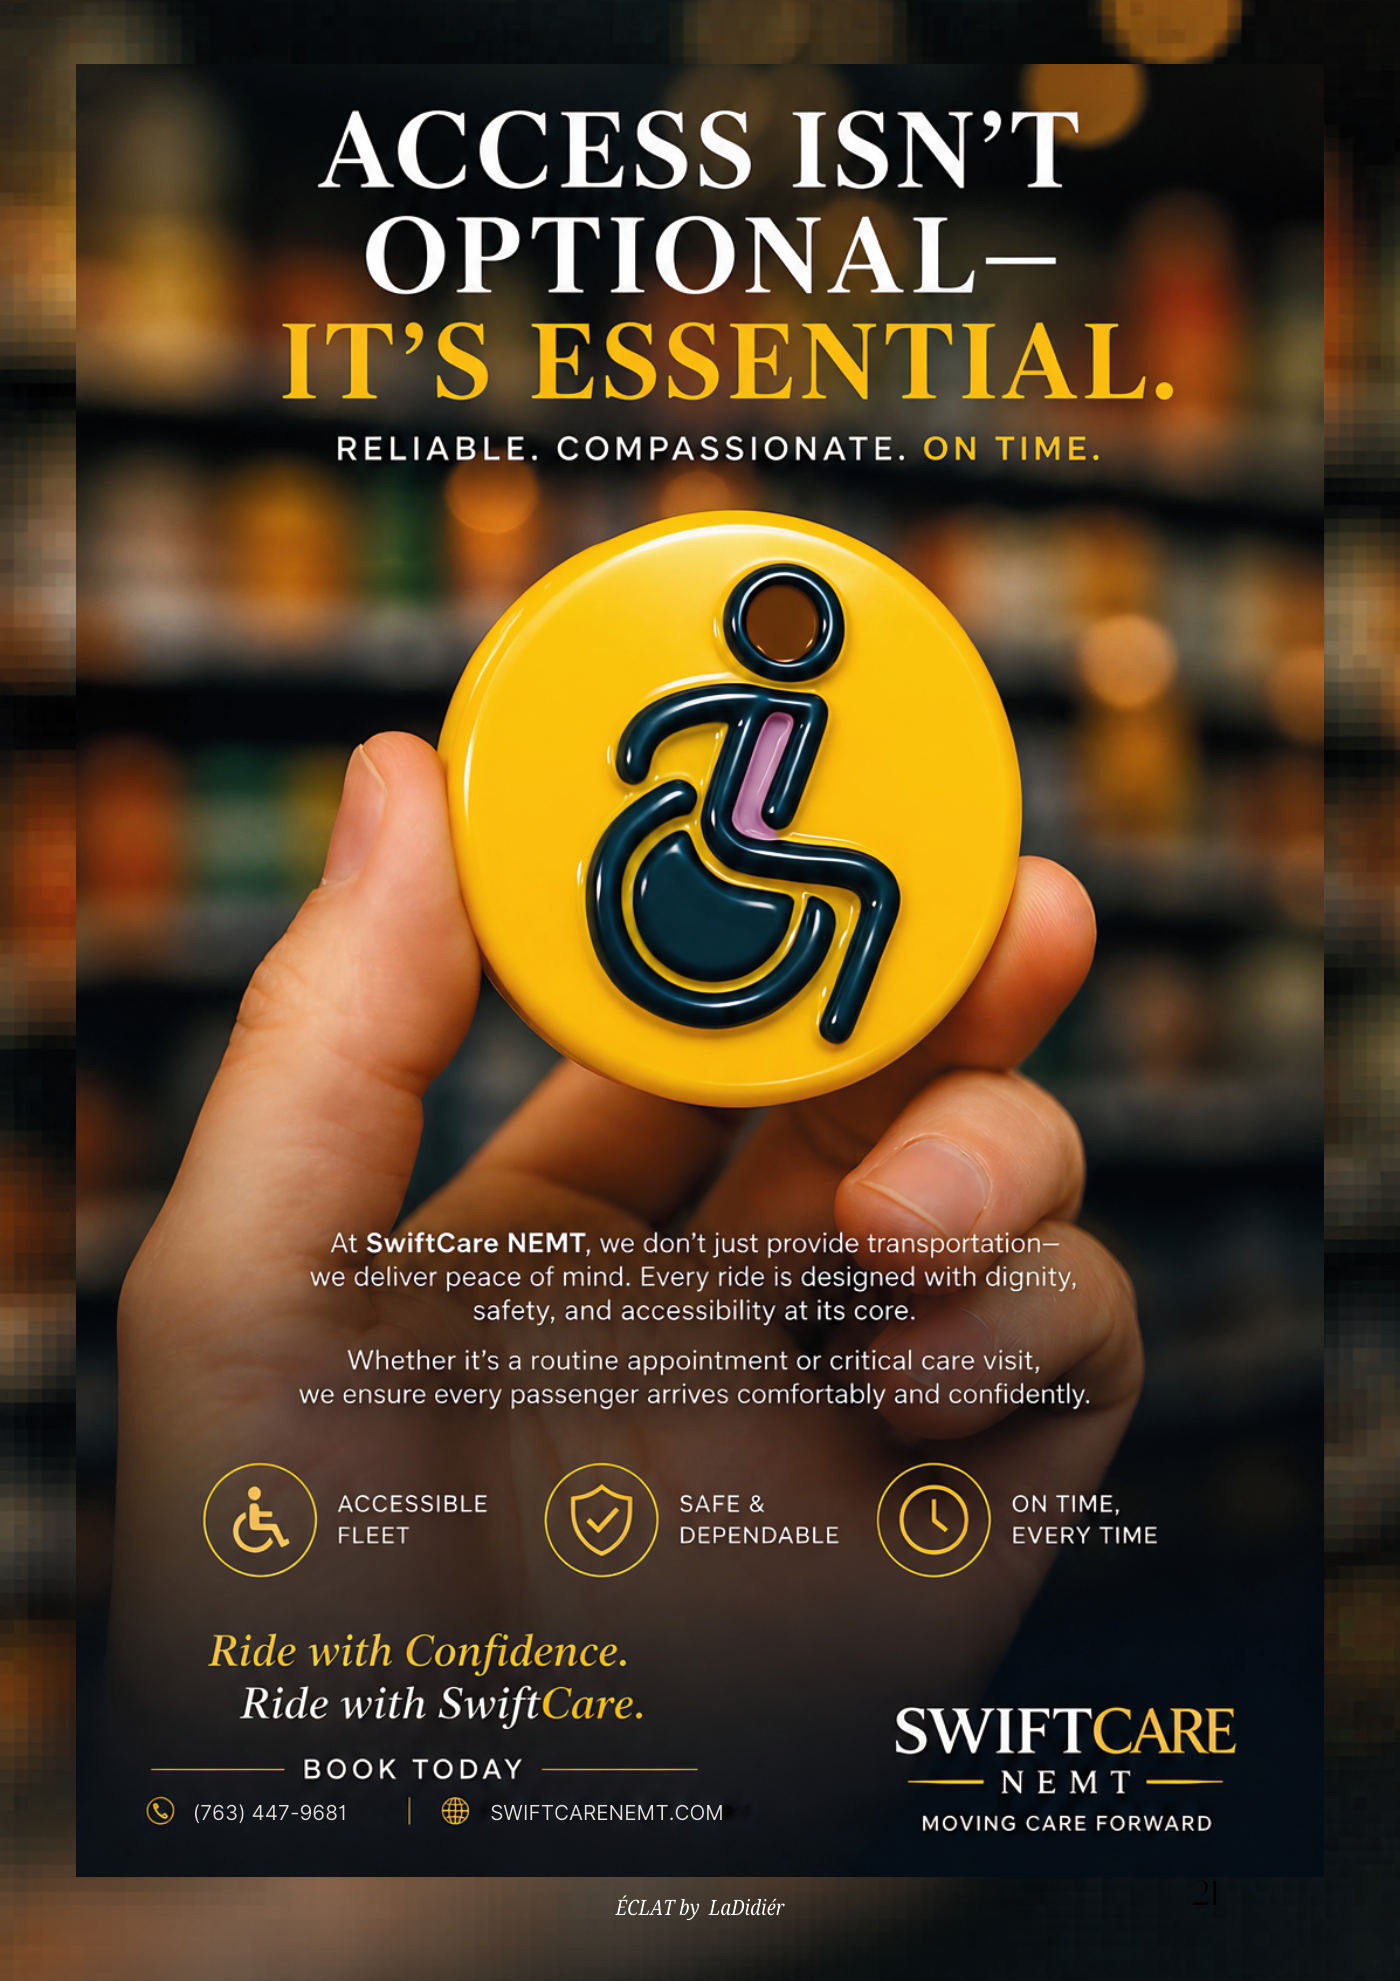 ACCESS ISN’T
OPTIONAL—
IT’S ESSENTIAL.
RELIABLE. COMPASSIONATE. ON TIME.
At SwiftCare NEMT, we don’t just provide transportation—
we deliver peace of mind. Every ride is designed with dignity,
safety, and accessibility at its core.
Whether it’s a routine appointment or critical care visit,
we ensure every passenger arrives comfortably and confidently.
ACCESSIBLE
FLEET
SAFE &
DEPENDABLE
ON TIME,
EVERY TIME
Ride with Confidence.
Ride with SwiftCare.
BOOK TODAY
(763) 447-9681
SWIFTCARENEMT.COM
SWIFTCARE
NEMT
MOVING CARE FORWARD
ÉCLAT by LaDidiér
21